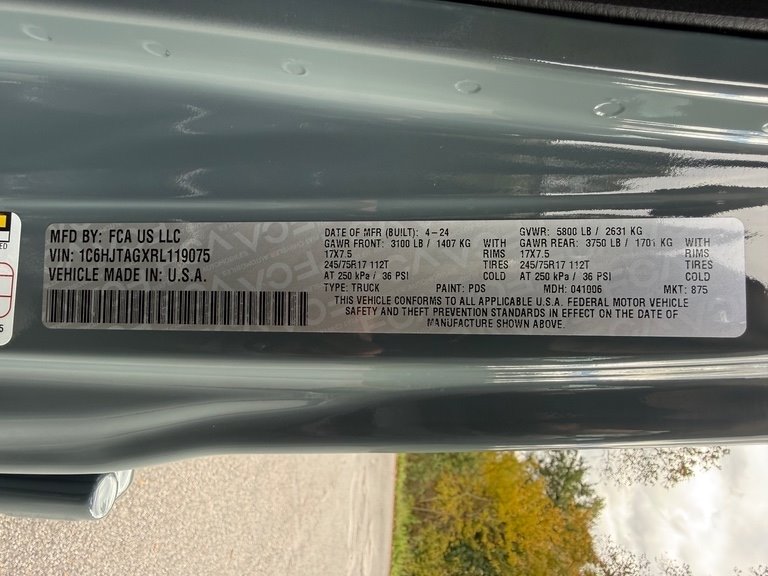 MFD BY: FCA US LLC
VIN: 1C6HJTAGXRL119075
VEHICLE MADE IN U.S.A.
DATE OF MFR (BUILT): 4-24 GVWR: 5800 LB / 2631 KG
GAWR FRONT: 3100 LB / 1407 KG WITH GAWR REAR: 3750 LB / 1701 KG WITH
17X7.5 RIMS 17X7.5 RIMS
245/75R17 112T TIRES 245/75R17 112T TIRES
AT 250 kPa / 36 PSI COLD AT 250 kPa / 36 PSI COLD
TYPE: TRUCK PAINT: PDS MDH: 041006 MKT: 875
THIS VEHICLE CONFORMS TO ALL APPLICABLE U.S.A. FEDERAL MOTOR VEHICLE
SAFETY AND THEFT PREVENTION STANDARDS IN EFFECT ON THE DATE OF
MANUFACTURE SHOWN ABOVE.